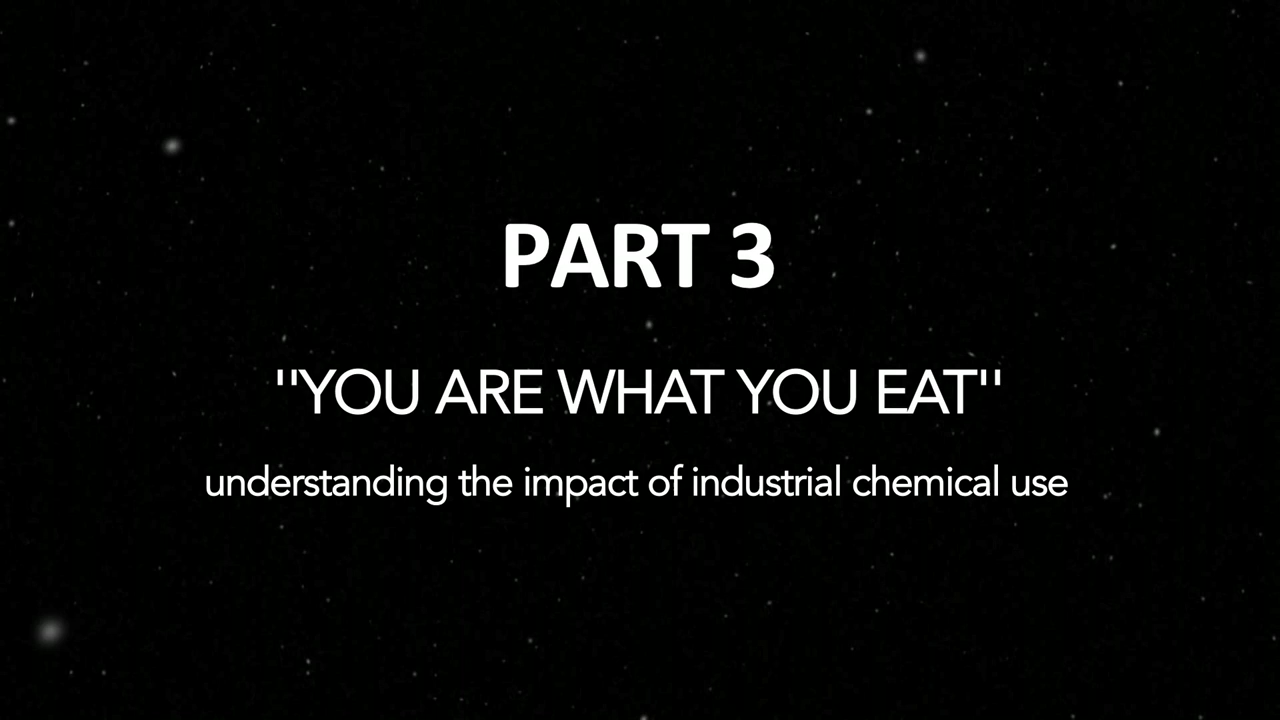 PART 3
"YOU ARE WHAT YOU EAT"
understanding the impact of industrial chemical use